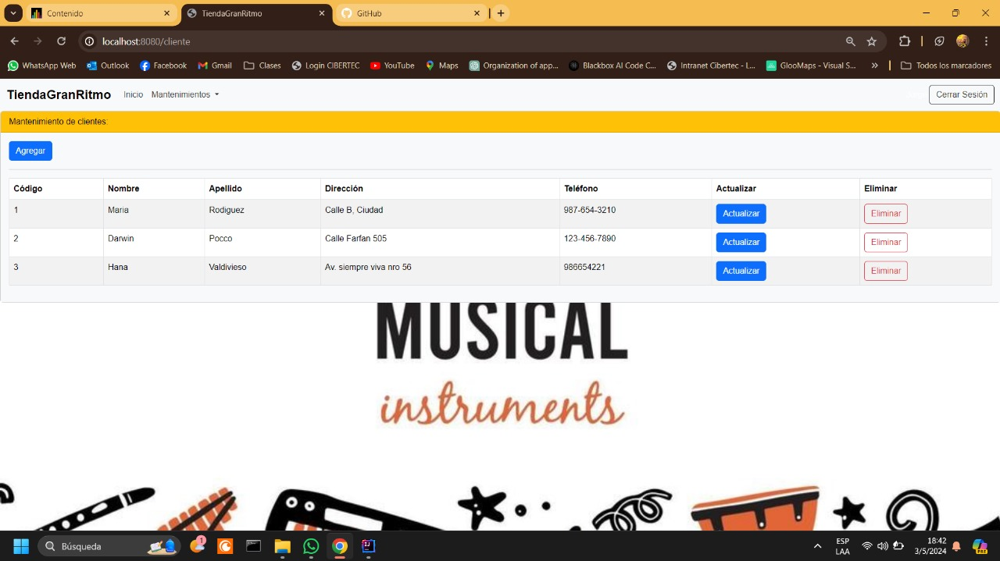 Contenido
TiendaGranRitmo
GitHub
localhost:8080/cliente
WhatsApp Web
Outlook
Facebook
Gmail
Clases
Login CIBERTEC
YouTube
Maps
Organization of app...
Blackbox AI Code C...
Intranet Cibertec - L...
GlooMaps - Visual S...
Todos los marcadores
TiendaGranRitmo Inicio Mantenimientos Cerrar Sesión
Mantenimiento de clientes:
Agregar
Código Nombre Apellido Dirección Teléfono Actualizar Eliminar
1 Maria Rodiguez Calle B, Ciudad 987-654-3210 Actualizar Eliminar
2 Darwin Pocco Calle Farfan 505 123-456-7890 Actualizar Eliminar
3 Hana Valdivieso Av. siempre viva nro 56 986654221 Actualizar Eliminar
MUSICAL
instruments
Búsqueda
1
ESP
LAA
18:42
3/5/2024
PRE